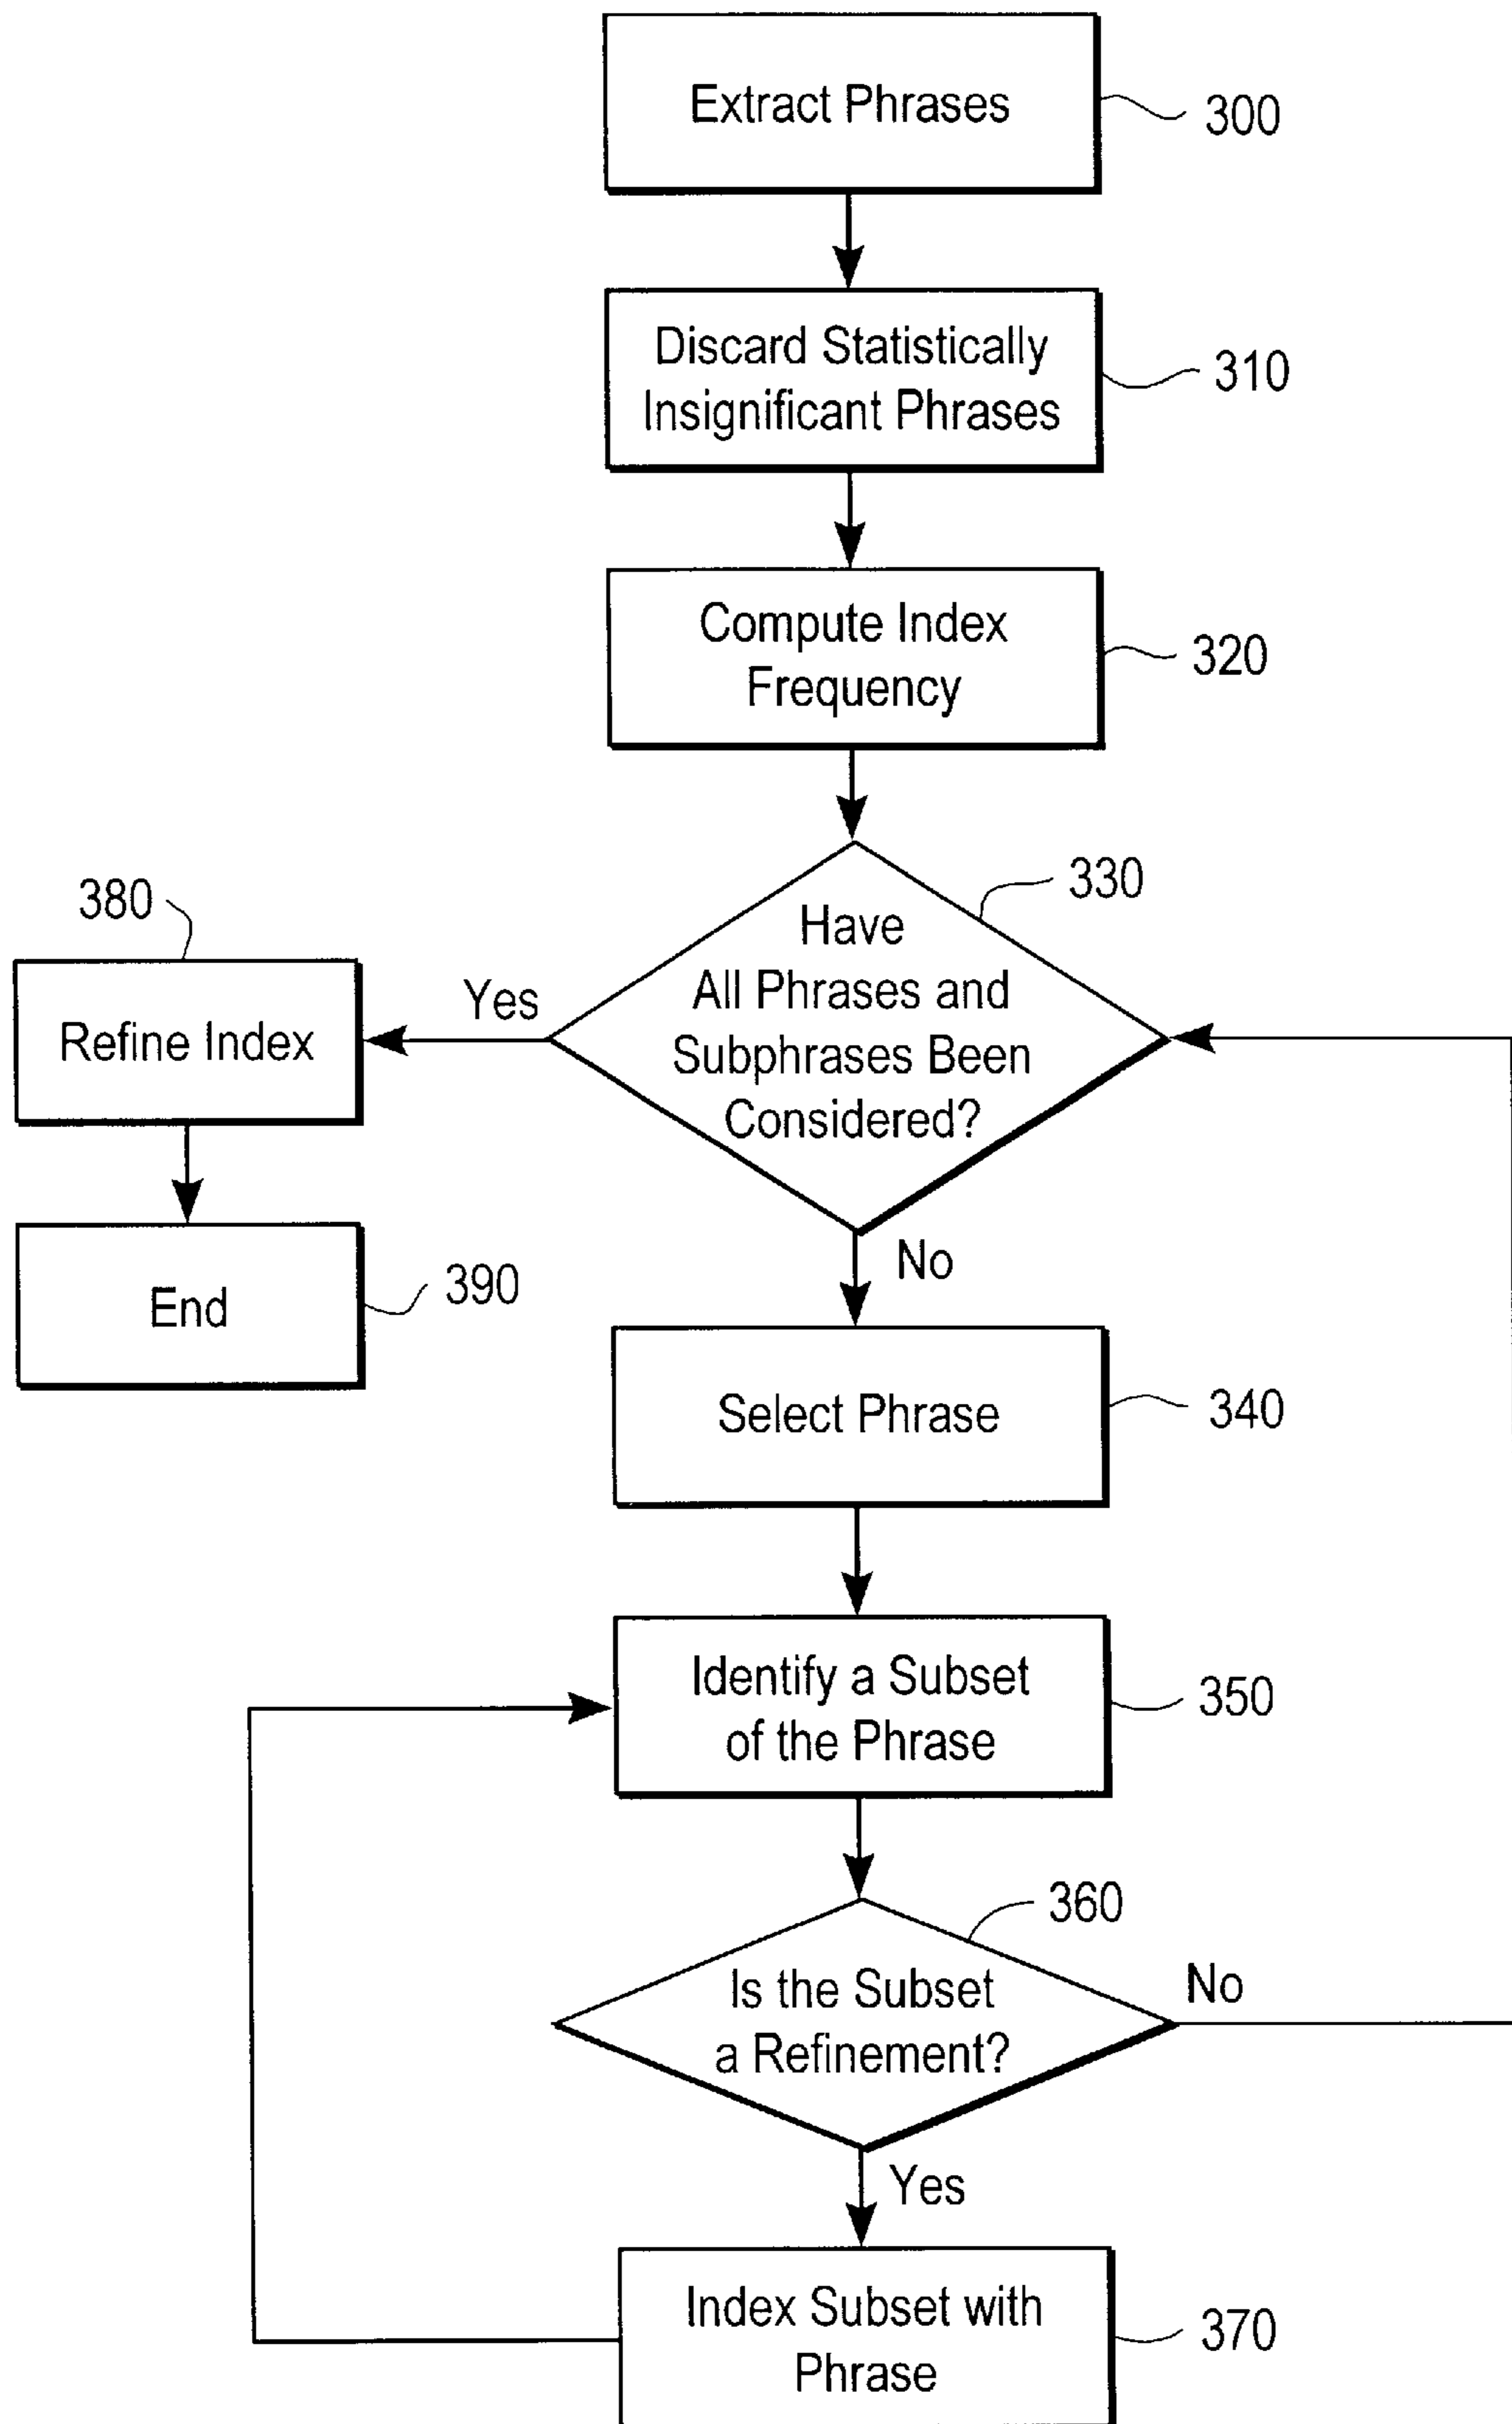 Extract Phrases
300
Discard Statistically
Insignificant Phrases
310
Compute Index
Frequency
320
330
Have
All Phrases and
Subphrases Been
Considered?
Yes
380
Refine Index
End
390
No
Select Phrase
340
Identify a Subset
of the Phrase
350
360
Is the Subset
a Refinement?
No
Yes
Index Subset with
Phrase
370